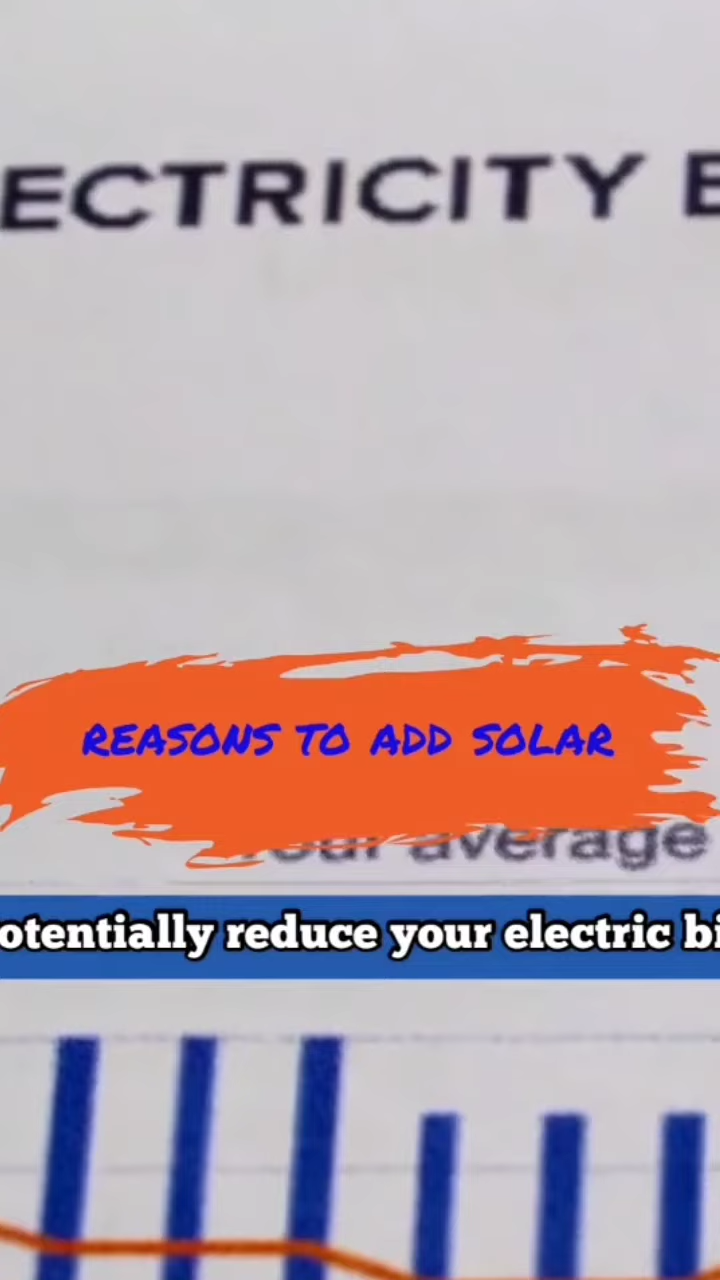 ECTRICITY
REASONS TO ADD SOLAR
average
otentially reduce your electric bi